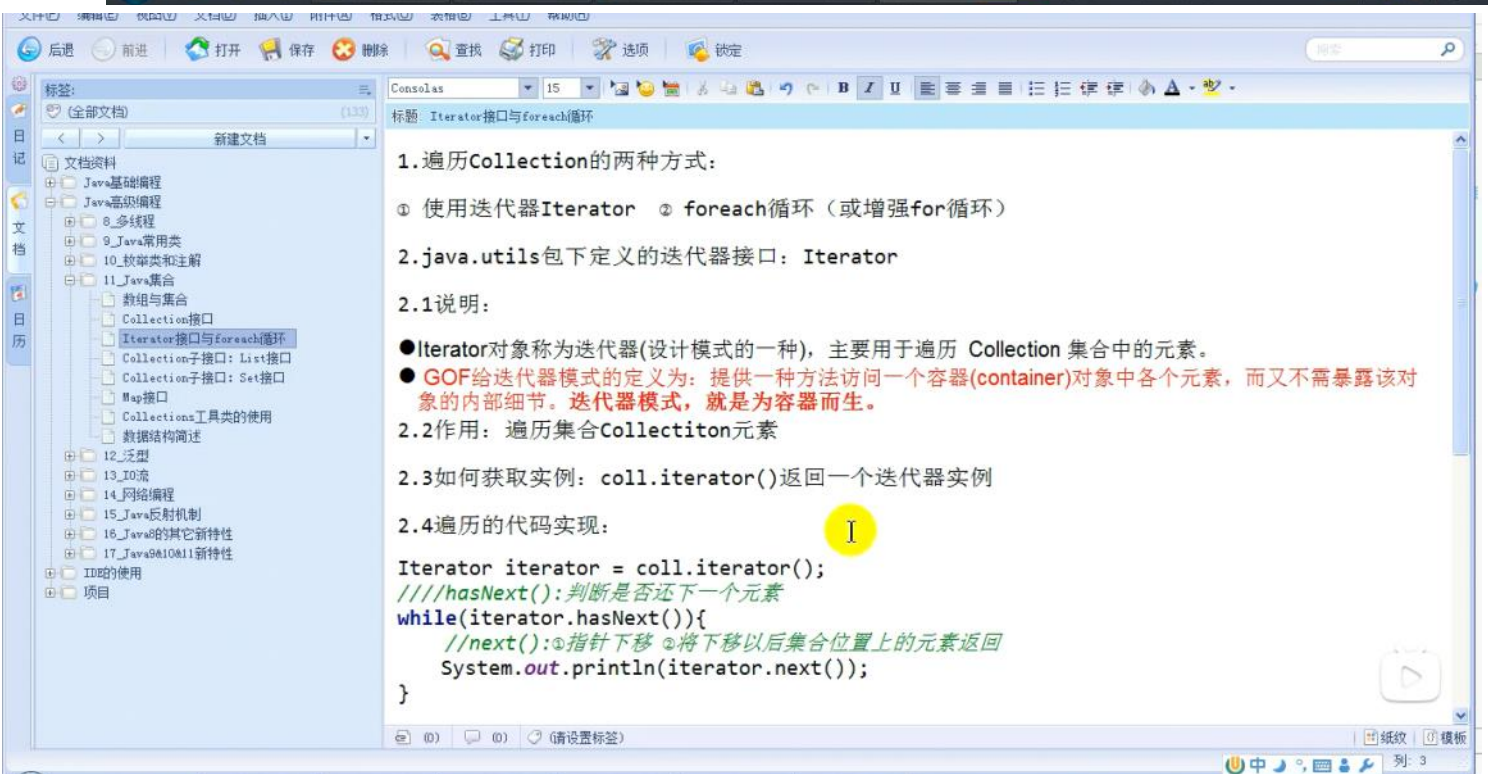 文件(F) 编辑(E) 视图(V) 文档(D) 插入(I) 附件(A) 格式(O) 表格(B) 工具(T) 帮助(H)
后退 前进 打开 保存 删除 查找 打印 选项 锁定 搜索
标签:
(全部文档) (133)
< > 新建文档
日记
文档
日历
文档资料
Java基础编程
Java高级编程
8_多线程
9_Java常用类
10_枚举类和注解
11_Java集合
数组与集合
Collection接口
Iterator接口与foreach循环
Collection子接口: List接口
Collection子接口: Set接口
Map接口
Collections工具类的使用
数据结构简述
12_泛型
13_IO流
14_网络编程
15_Java反射机制
16_Java8的其它新特性
17_Java9&10&11新特性
IDE的使用
项目
Consolas 15 B I U A
标题 Iterator接口与foreach循环
1.遍历Collection的两种方式：
① 使用迭代器Iterator ② foreach循环（或增强for循环）
2.java.utils包下定义的迭代器接口：Iterator
2.1说明：
●Iterator对象称为迭代器(设计模式的一种)，主要用于遍历 Collection 集合中的元素。
● GOF给迭代器模式的定义为：提供一种方法访问一个容器(container)对象中各个元素，而又不需暴露该对
象的内部细节。迭代器模式，就是为容器而生。
2.2作用：遍历集合Collectiton元素
2.3如何获取实例：coll.iterator()返回一个迭代器实例
2.4遍历的代码实现：
Iterator iterator = coll.iterator();
////hasNext():判断是否还下一个元素
while(iterator.hasNext()){
//next():①指针下移 ②将下移以后集合位置上的元素返回
System.out.println(iterator.next());
}
(0) (0) (请设置标签) 纸纹 模板
中 列: 3